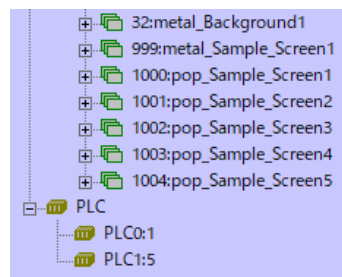 32:metal_Background1
999:metal_Sample_Screen1
1000:pop_Sample_Screen1
1001:pop_Sample_Screen2
1002:pop_Sample_Screen3
1003:pop_Sample_Screen4
1004:pop_Sample_Screen5
PLC
PLC0:1
PLC1:5